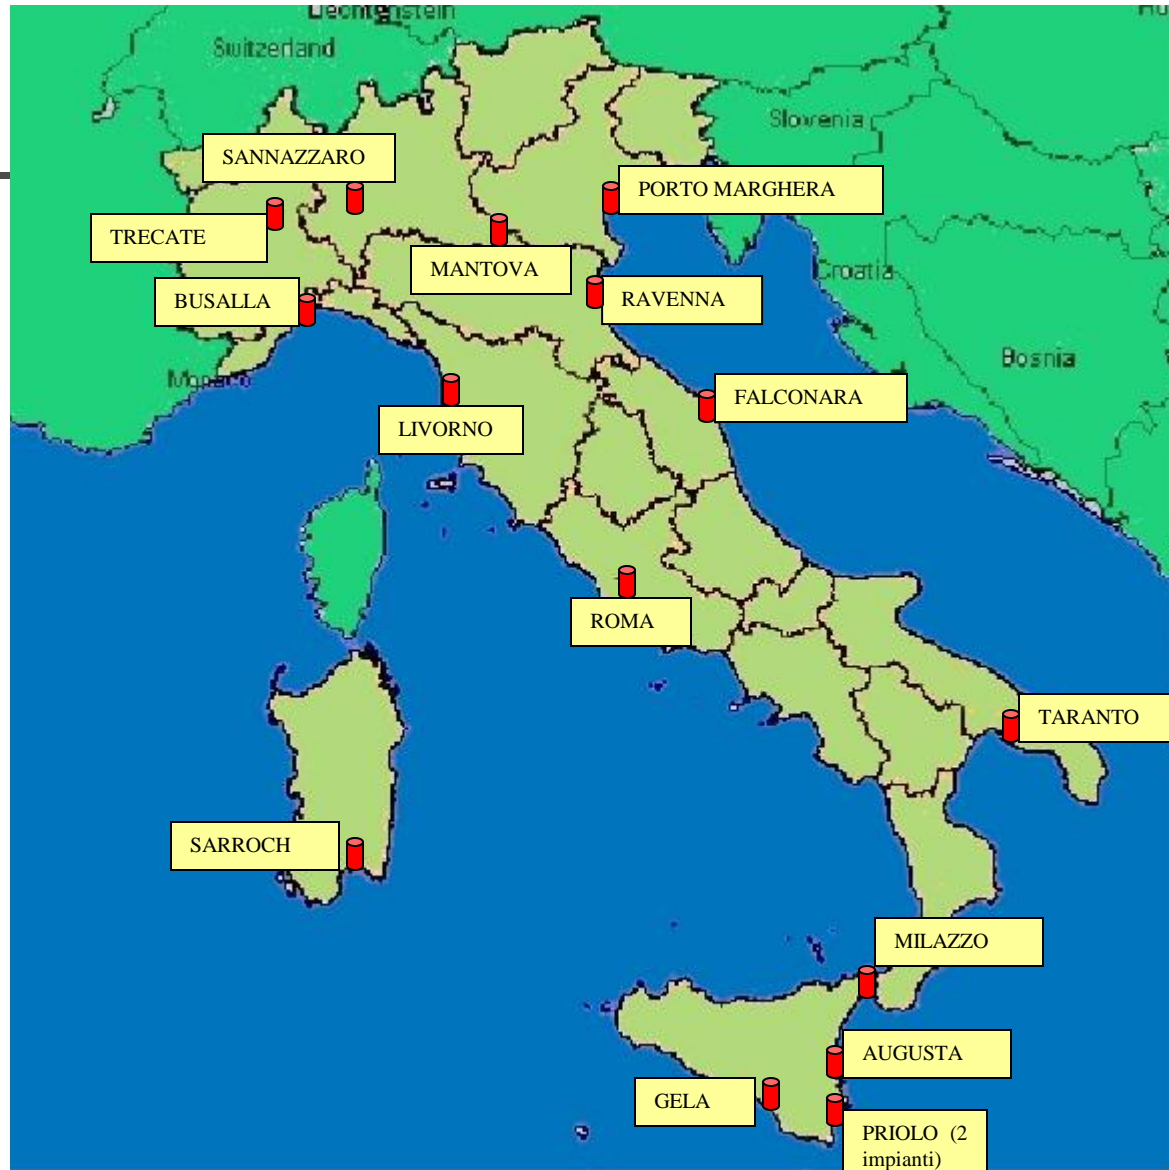 Liechtenstein
Switzerland
Slovenia
SANNAZZARO
PORTO MARGHERA
TRECATE
MANTOVA
Croatia
BUSALLA
RAVENNA
Bosnia
Monaco
FALCONARA
LIVORNO
ROMA
TARANTO
SARROCH
MILAZZO
AUGUSTA
GELA
PRIOLO (2
impianti)